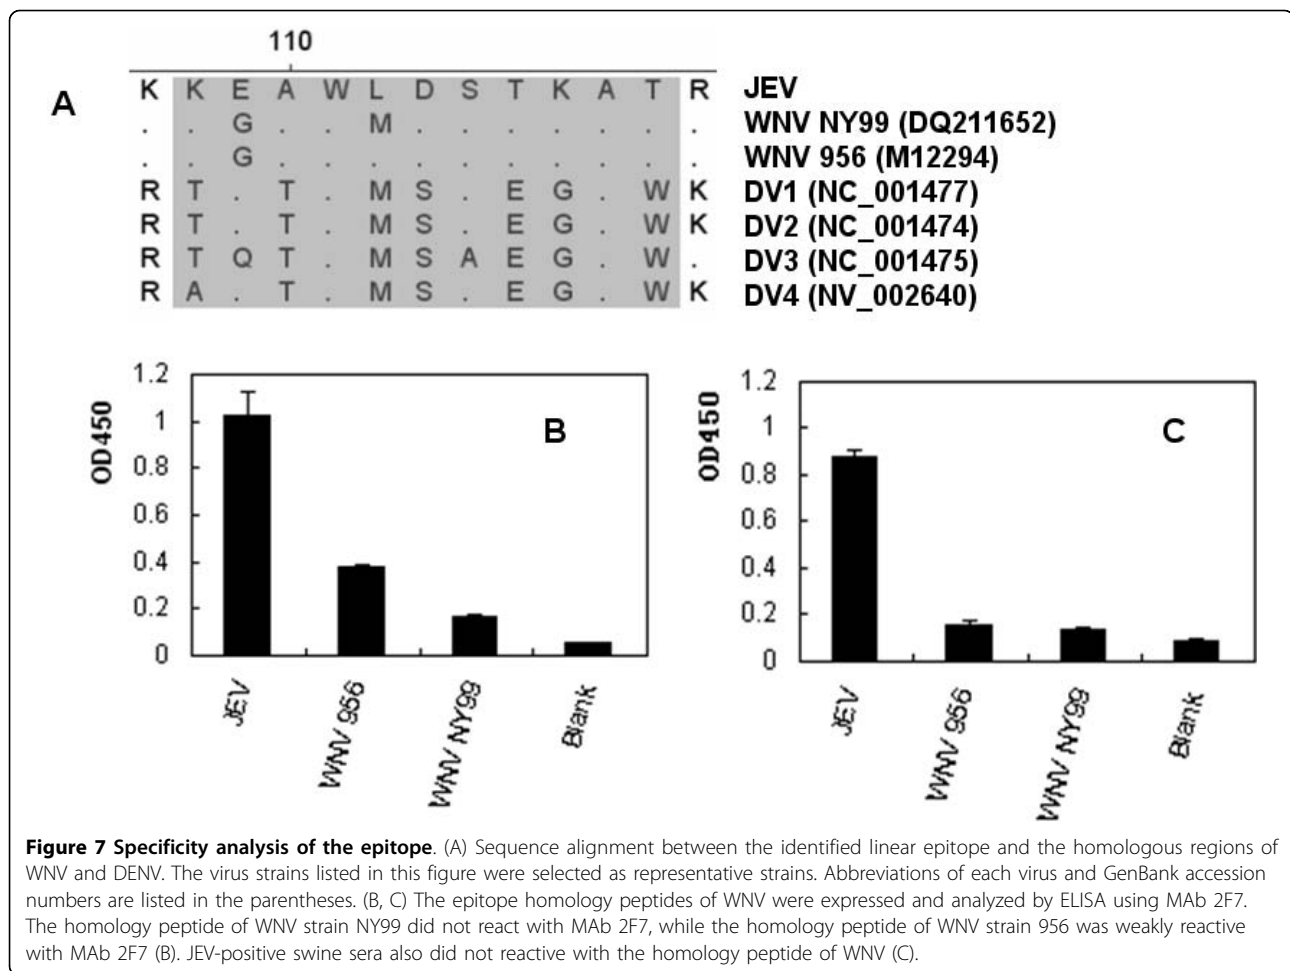 110
A
K K E A W L D S T K A T R JEV
. . G . . M . . . . . . . WNV NY99 (DQ211652)
. . G . . . . . . . . . . WNV 956 (M12294)
R T . T . M S . E G . W K DV1 (NC_001477)
R T . T . M S . E G . W K DV2 (NC_001474)
R T Q T . M S A E G . W . DV3 (NC_001475)
R A . T . M S . E G . W K DV4 (NV_002640)
B
OD450
1.2
1
0.8
0.6
0.4
0.2
0
JEV
WNV 956
WNV NY99
Blank
C
OD450
1.2
1
0.8
0.6
0.4
0.2
0
JEV
WNV 956
WNV NY99
Blank
Figure 7 Specificity analysis of the epitope. (A) Sequence alignment between the identified linear epitope and the homologous regions of
WNV and DENV. The virus strains listed in this figure were selected as representative strains. Abbreviations of each virus and GenBank accession
numbers are listed in the parentheses. (B, C) The epitope homology peptides of WNV were expressed and analyzed by ELISA using MAb 2F7.
The homology peptide of WNV strain NY99 did not react with MAb 2F7, while the homology peptide of WNV strain 956 was weakly reactive
with MAb 2F7 (B). JEV-positive swine sera also did not reactive with the homology peptide of WNV (C).